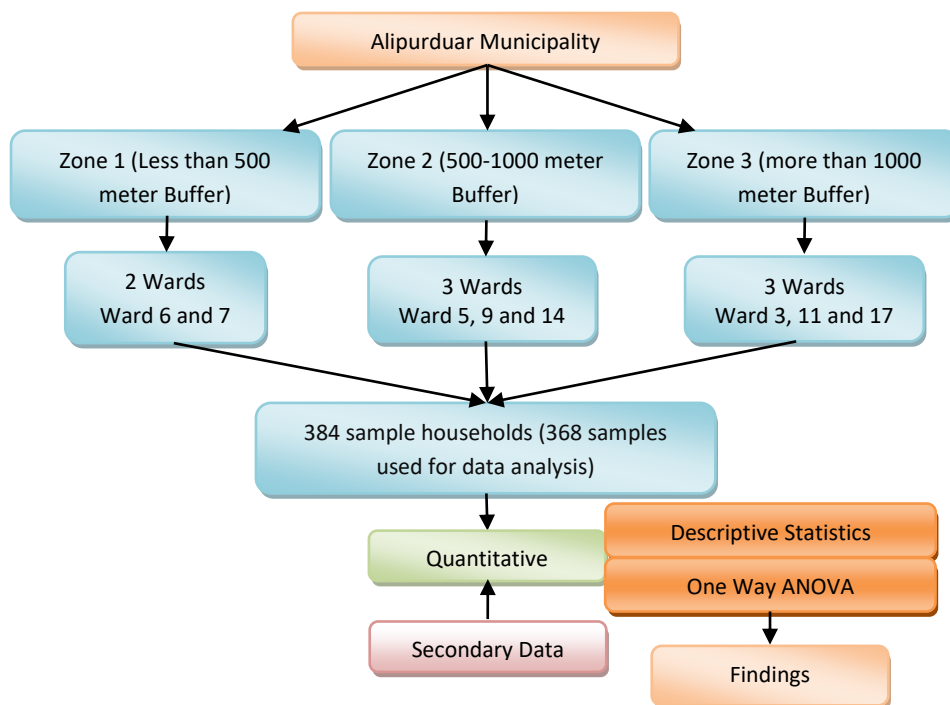 Alipurduar Municipality
Zone 1 (Less than 500
meter Buffer)
Zone 2 (500-1000 meter
Buffer)
Zone 3 (more than 1000
meter Buffer)
2 Wards
Ward 6 and 7
3 Wards
Ward 5, 9 and 14
3 Wards
Ward 3, 11 and 17
384 sample households (368 samples
used for data analysis)
Quantitative
Descriptive Statistics
One Way ANOVA
Secondary Data
Findings